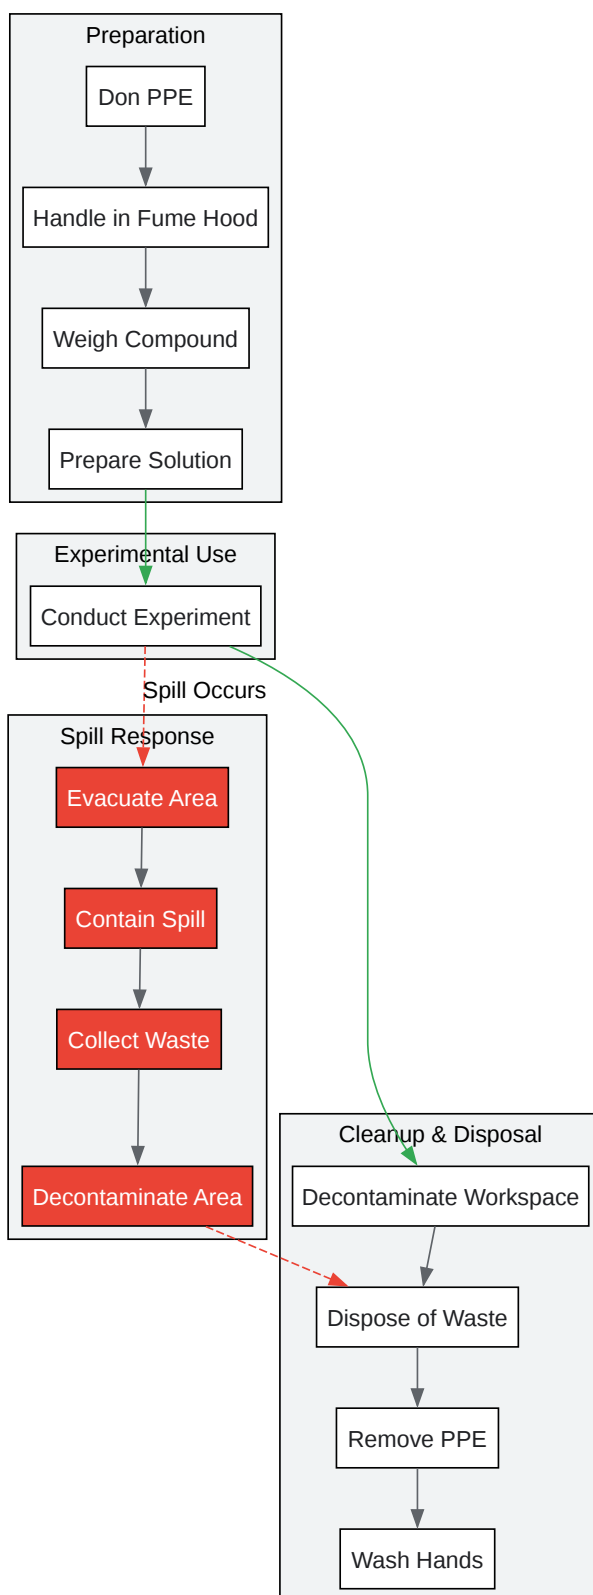 Preparation
Don PPE
Handle in Fume Hood
Weigh Compound
Prepare Solution
Experimental Use
Conduct Experiment
Spill Occurs
Spill Response
Evacuate Area
Contain Spill
Collect Waste
Decontaminate Area
Cleanup & Disposal
Decontaminate Workspace
Dispose of Waste
Remove PPE
Wash Hands